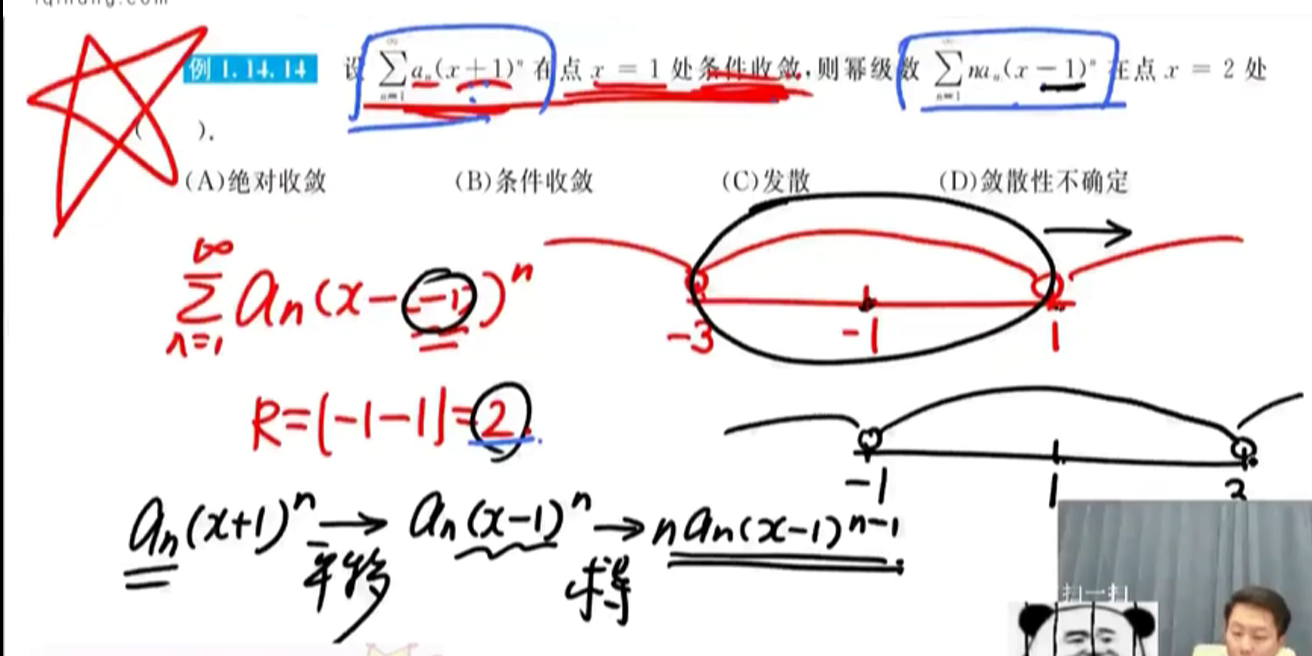 例 1.14.14 设 $\sum_{n=1}^{\infty} a_n(x+1)^n$ 在点 x = 1 处条件收敛,则幂级数 $\sum_{n=1}^{\infty} na_n(x-1)^n$ 在点 x = 2 处
( ).
(A)绝对收敛 (B)条件收敛 (C)发散 (D)敛散性不确定
$\sum_{n=1}^{\infty} a_n(x-(-1))^n$
-3 -1 1
R=|-1-1|=2
-1 1 3
$a_n(x+1)^n$ → $a_n(x-1)^n$ → $na_n(x-1)^{n-1}$
平移 求导
扫一扫